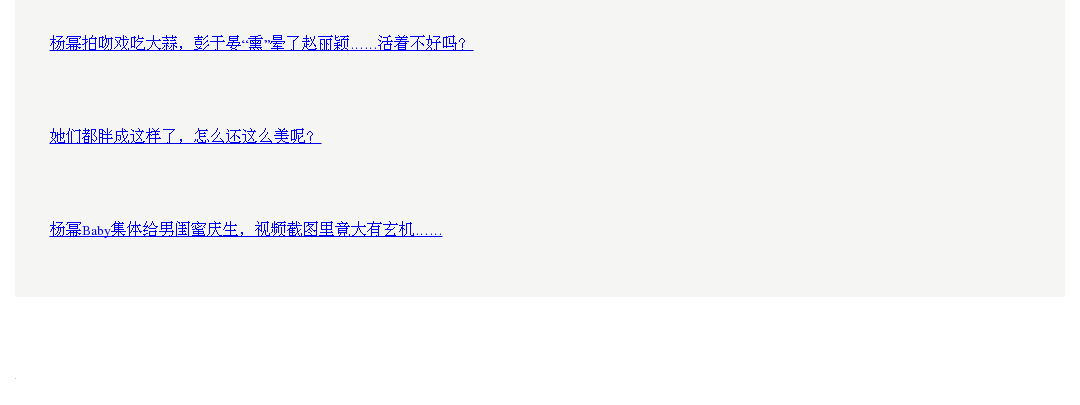 杨幂拍吻戏吃大蒜，彭于晏“熏”晕了赵丽颖……活着不好吗？
她们都胖成这样了，怎么还这么美呢？
杨幂Baby集体给男闺蜜庆生，视频截图里竟大有玄机……